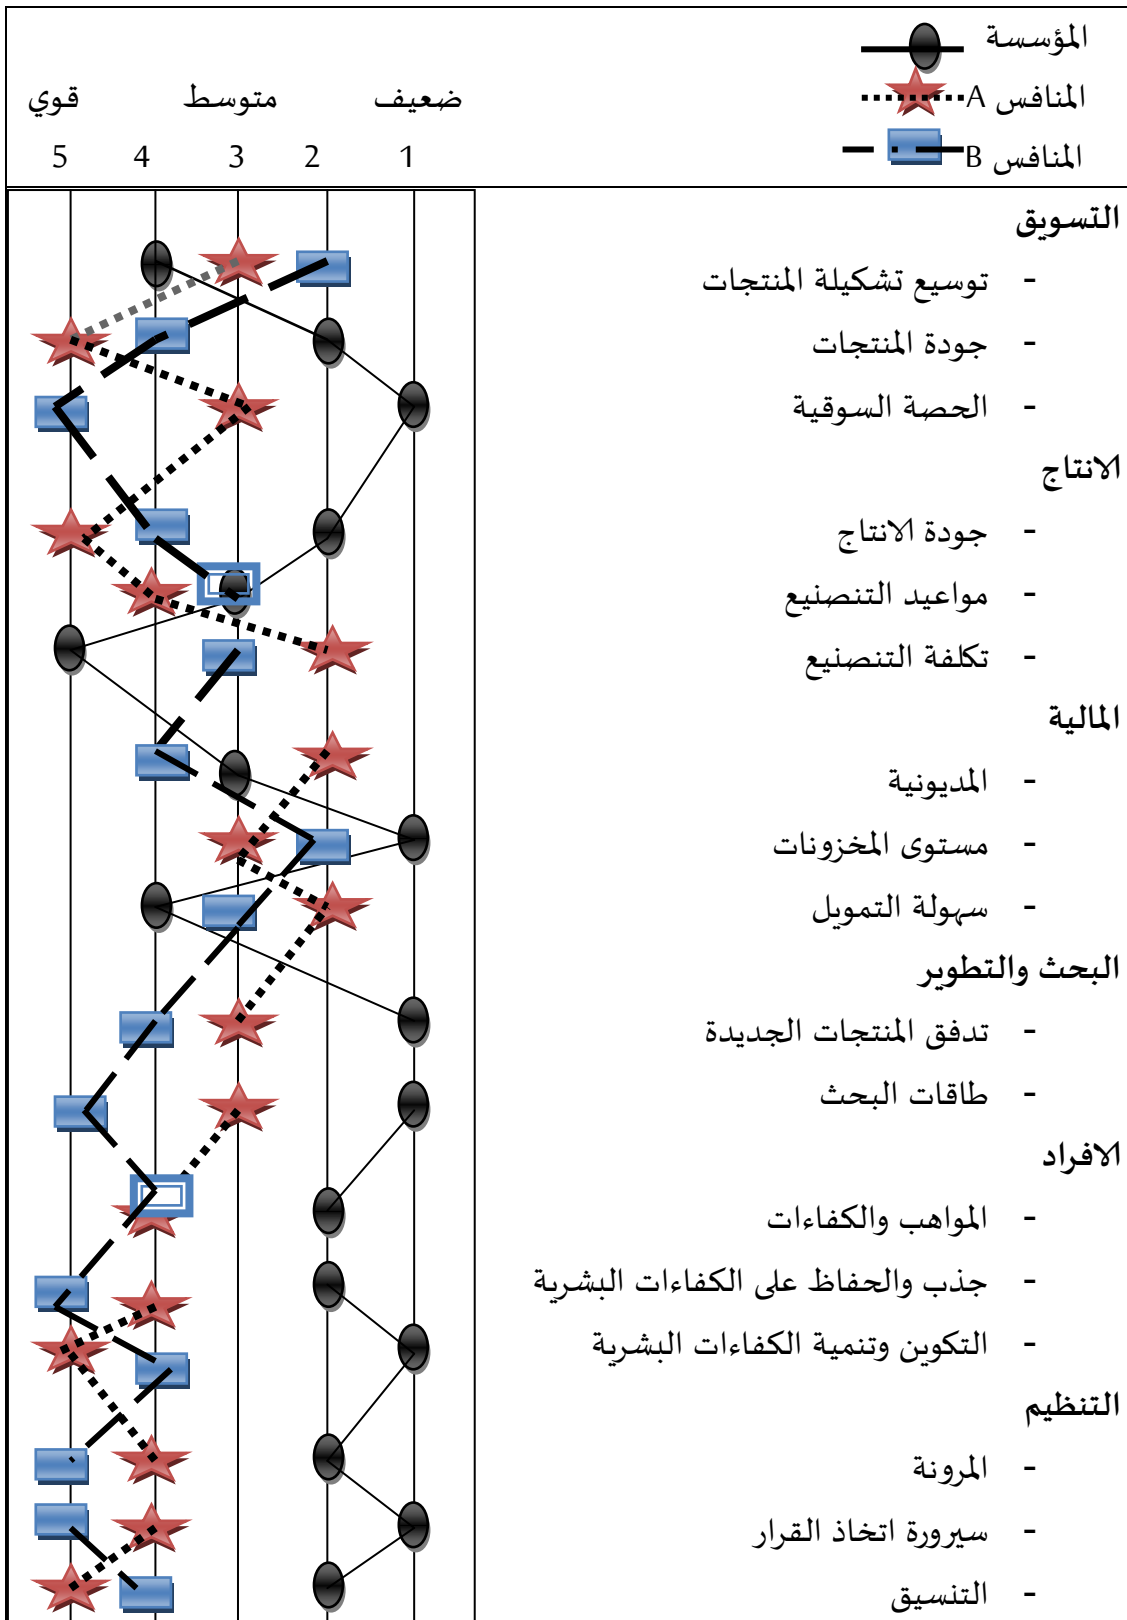 المؤسسة
المنافس A
المنافس B
ضعيف متوسط قوي
1 2 3 4 5
التسويق
- توسيع تشكيلة المنتجات
- جودة المنتجات
- الحصة السوقية
الانتاج
- جودة الانتاج
- مواعيد التنصنيع
- تكلفة التنصنيع
المالية
- المديونية
- مستوى المخزونات
- سهولة التمويل
البحث والتطوير
- تدفق المنتجات الجديدة
- طاقات البحث
الافراد
- المواهب والكفاءات
- جذب والحفاظ على الكفاءات البشرية
- التكوين وتنمية الكفاءات البشرية
التنظيم
- المرونة
- سيرورة اتخاذ القرار
- التنسيق